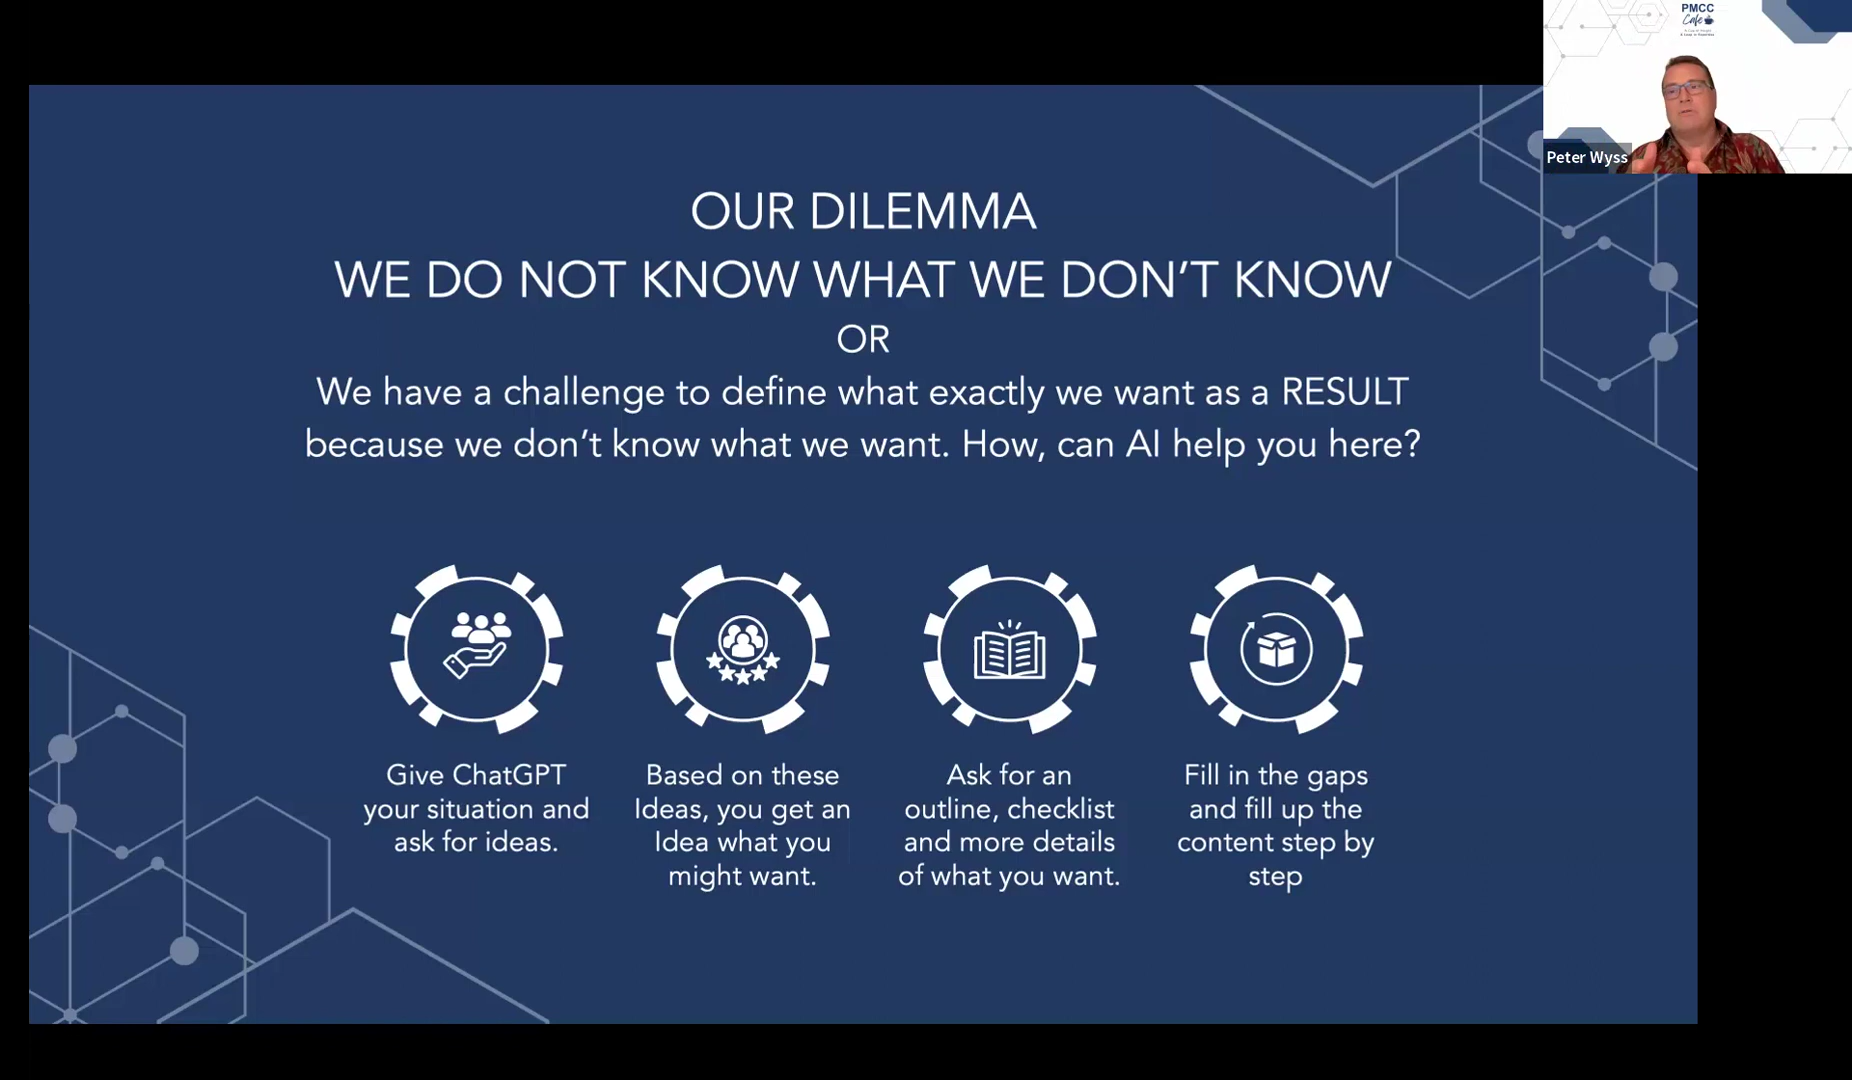 PMCC
Cafe
Peter Wyss
OUR DILEMMA
WE DO NOT KNOW WHAT WE DON’T KNOW
OR
We have a challenge to define what exactly we want as a RESULT
because we don’t know what we want. How, can AI help you here?
Give ChatGPT
your situation and
ask for ideas.
Based on these
Ideas, you get an
Idea what you
might want.
Ask for an
outline, checklist
and more details
of what you want.
Fill in the gaps
and fill up the
content step by
step